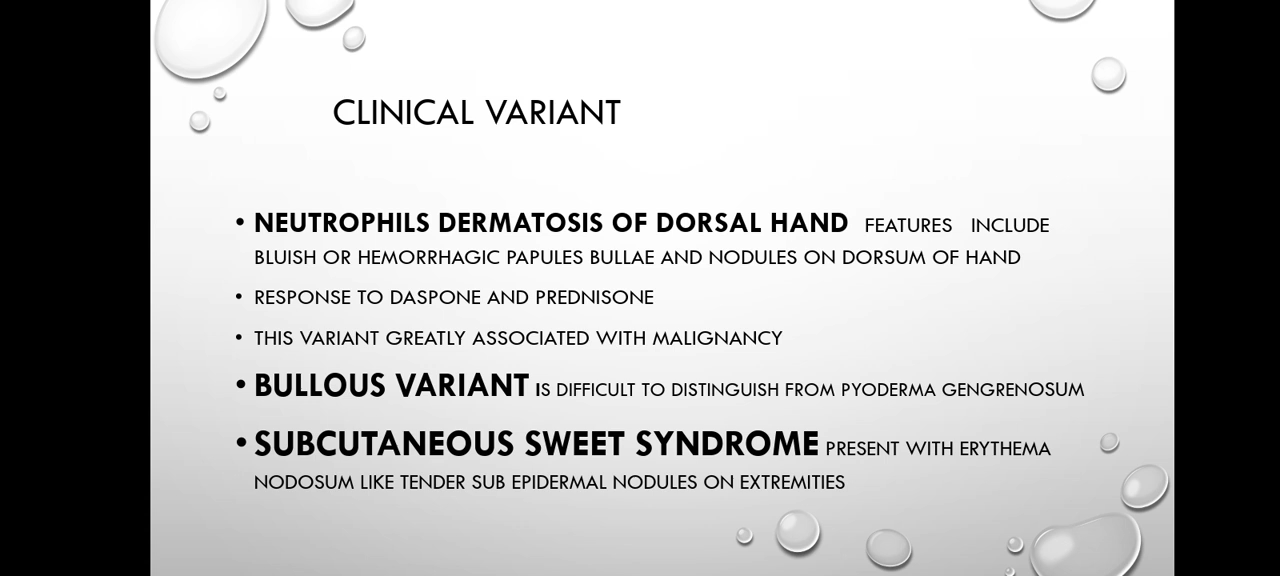 CLINICAL VARIANT
• NEUTROPHILS DERMATOSIS OF DORSAL HAND FEATURES INCLUDE
BLUISH OR HEMORRHAGIC PAPULES BULLAE AND NODULES ON DORSUM OF HAND
• RESPONSE TO DASPONE AND PREDNISONE
• THIS VARIANT GREATLY ASSOCIATED WITH MALIGNANCY
• BULLOUS VARIANT IS DIFFICULT TO DISTINGUISH FROM PYODERMA GENGRENOSUM
• SUBCUTANEOUS SWEET SYNDROME PRESENT WITH ERYTHEMA
NODOSUM LIKE TENDER SUB EPIDERMAL NODULES ON EXTREMITIES